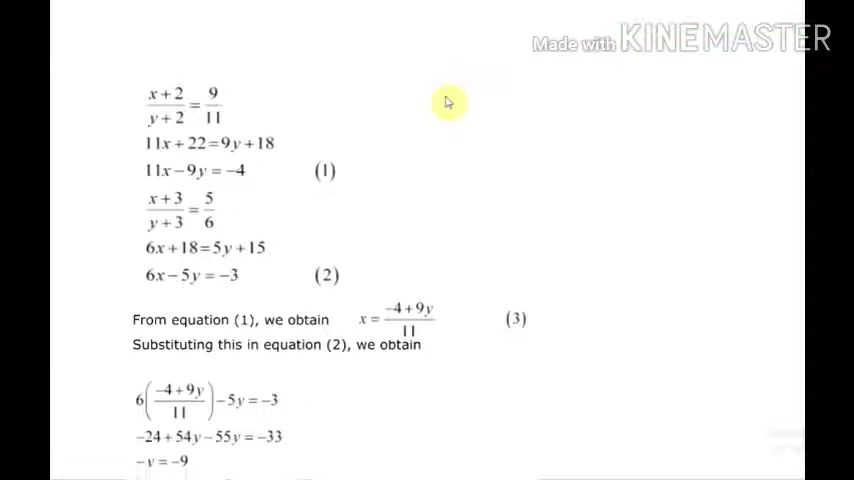 Made with KINEMASTER
x + 2 / y + 2 = 9 / 11
11x + 22 = 9y + 18
11x − 9y = −4 (1)
x + 3 / y + 3 = 5 / 6
6x + 18 = 5y + 15
6x − 5y = −3 (2)
From equation (1), we obtain x = −4 + 9y / 11 (3)
Substituting this in equation (2), we obtain
6(−4 + 9y / 11) − 5y = −3
−24 + 54y − 55y = −33
−y = −9